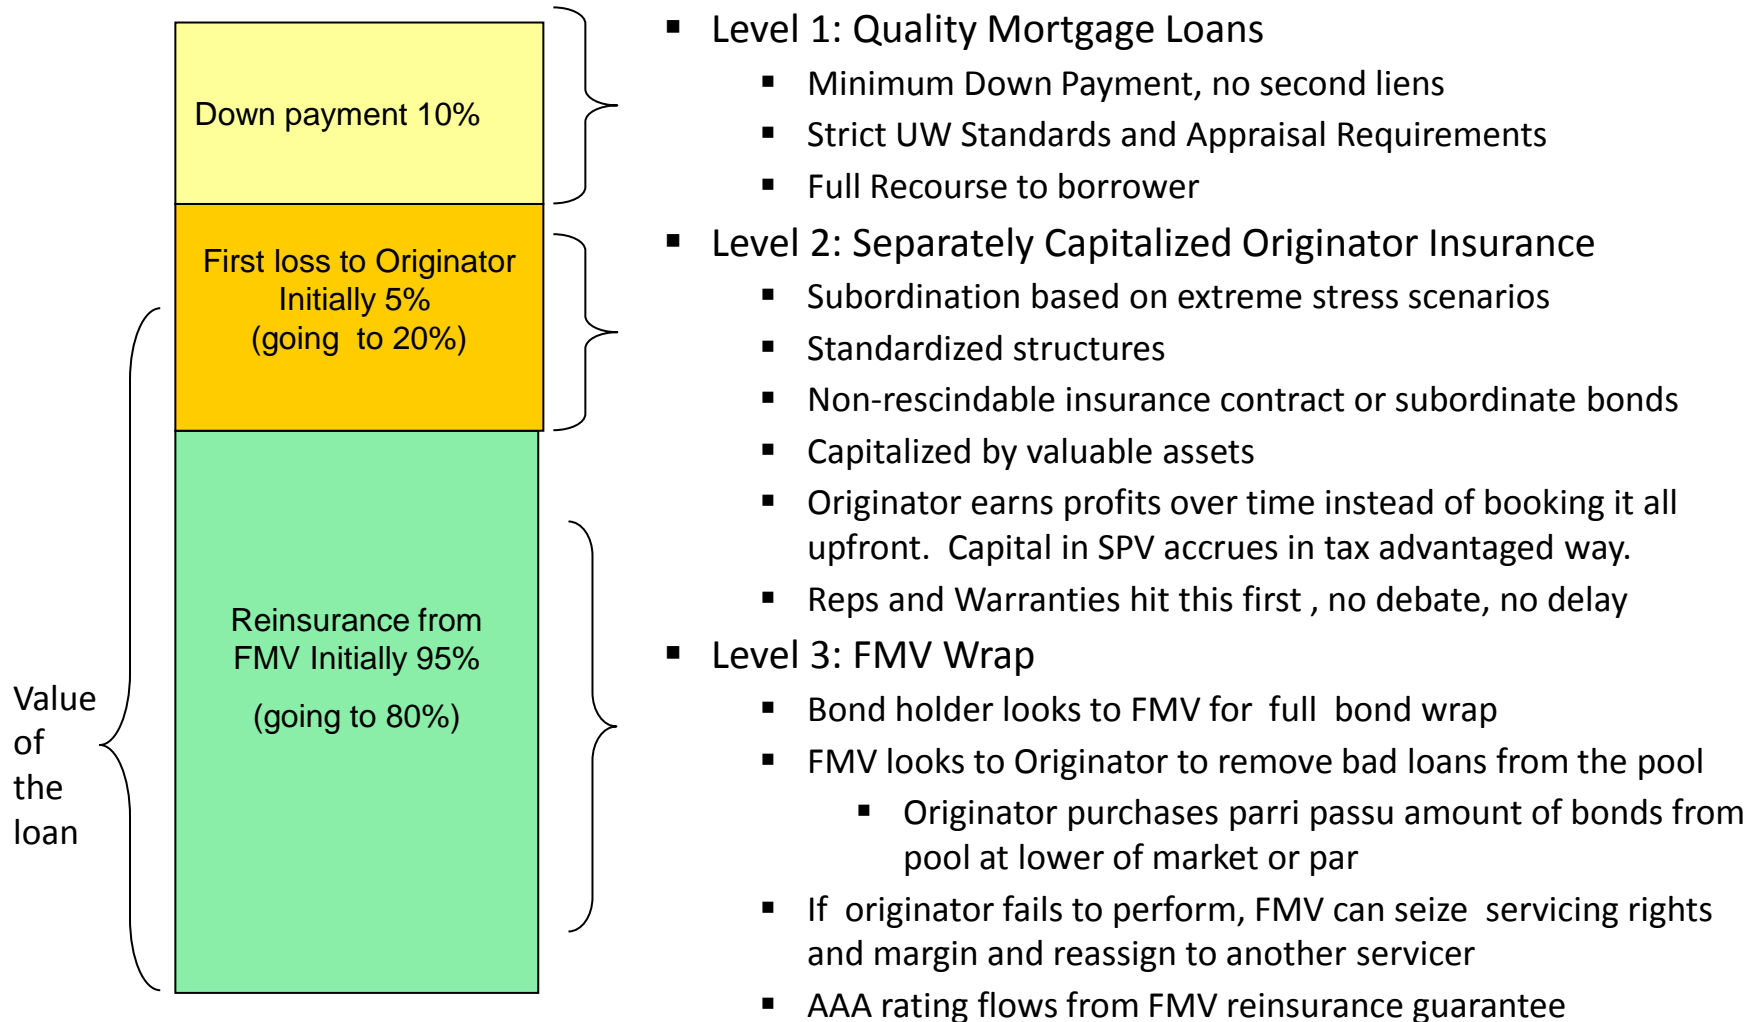 Down payment 10%
First loss to Originator
Initially 5%
(going  to 20%)
Reinsurance from
FMV Initially 95%
(going to 80%)
Value
of
the
loan
▪ Level 1: Quality Mortgage Loans
▪ Minimum Down Payment, no second liens
▪ Strict UW Standards and Appraisal Requirements
▪ Full Recourse to borrower
▪ Level 2: Separately Capitalized Originator Insurance
▪ Subordination based on extreme stress scenarios
▪ Standardized structures
▪ Non-rescindable insurance contract or subordinate bonds
▪ Capitalized by valuable assets
▪ Originator earns profits over time instead of booking it all
upfront.  Capital in SPV accrues in tax advantaged way.
▪ Reps and Warranties hit this first , no debate, no delay
▪ Level 3: FMV Wrap
▪ Bond holder looks to FMV for  full  bond wrap
▪ FMV looks to Originator to remove bad loans from the pool
▪ Originator purchases parri passu amount of bonds from
pool at lower of market or par
▪ If  originator fails to perform, FMV can seize  servicing rights
and margin and reassign to another servicer
▪ AAA rating flows from FMV reinsurance guarantee